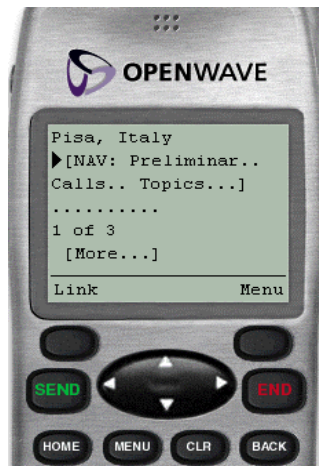 OPENWAVE
Pisa, Italy
[NAV: Preliminar..
Calls.. Topics...]
..........
1 of 3
[More...]
Link Menu
SEND END
HOME MENU CLR BACK